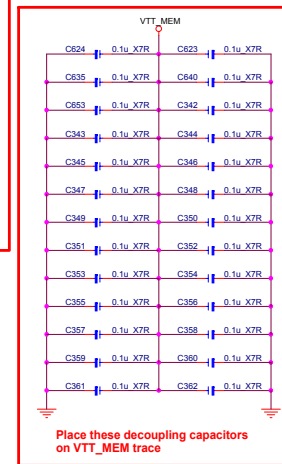 VTT_MEM
C624 0.1u_X7R C623 0.1u_X7R
C635 0.1u_X7R C640 0.1u_X7R
C653 0.1u_X7R C342 0.1u_X7R
C343 0.1u_X7R C344 0.1u_X7R
C345 0.1u_X7R C346 0.1u_X7R
C347 0.1u_X7R C348 0.1u_X7R
C349 0.1u_X7R C350 0.1u_X7R
C351 0.1u_X7R C352 0.1u_X7R
C353 0.1u_X7R C354 0.1u_X7R
C355 0.1u_X7R C356 0.1u_X7R
C357 0.1u_X7R C358 0.1u_X7R
C359 0.1u_X7R C360 0.1u_X7R
C361 0.1u_X7R C362 0.1u_X7R
Place these decoupling capacitors
on VTT_MEM trace